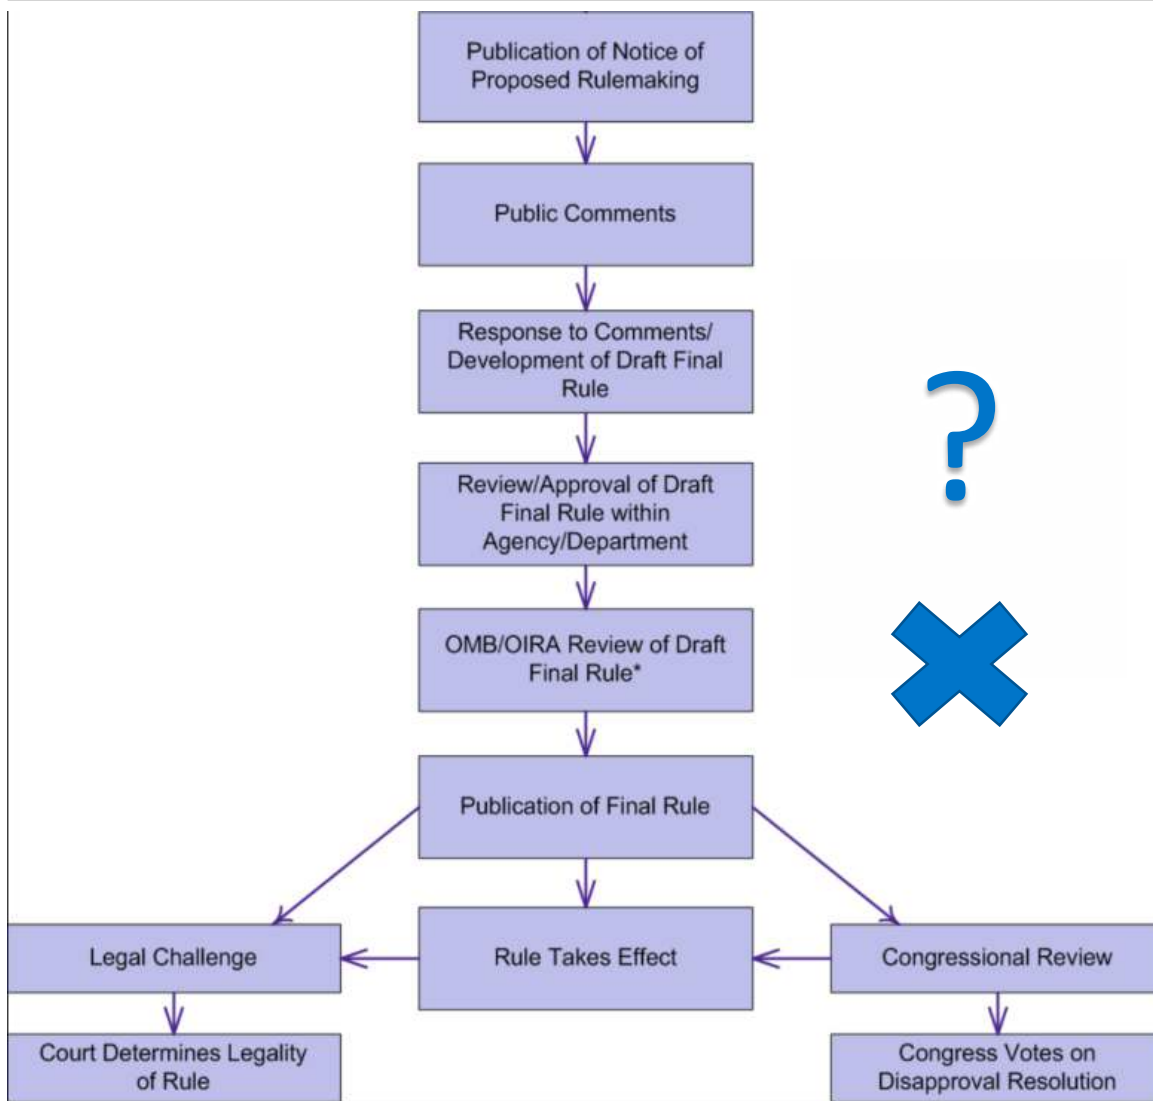 Publication of Notice of
Proposed Rulemaking
Public Comments
Response to Comments/
Development of Draft Final
Rule
Review/Approval of Draft
Final Rule within
Agency/Department
?
OMB/OIRA Review of Draft
Final Rule*
Publication of Final Rule
Legal Challenge
Rule Takes Effect
Congressional Review
Court Determines Legality
of Rule
Congress Votes on
Disapproval Resolution